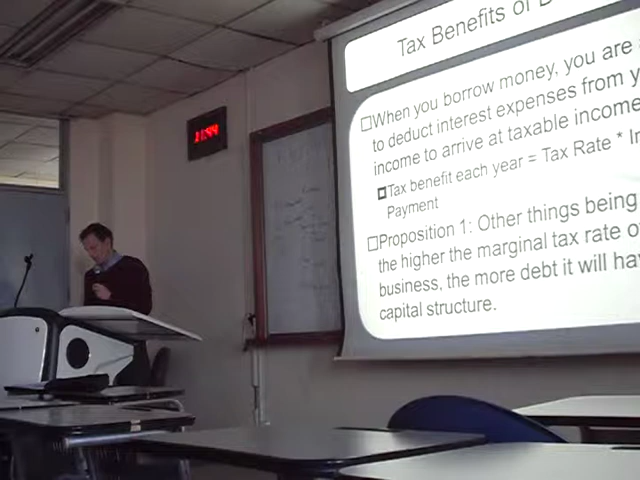 Tax Benefits of
When you borrow money, you are
to deduct interest expenses from
income to arrive at taxable income
Tax benefit each year = Tax Rate *
Payment
Proposition 1: Other things being
the higher the marginal tax rate
business, the more debt it will
capital structure.